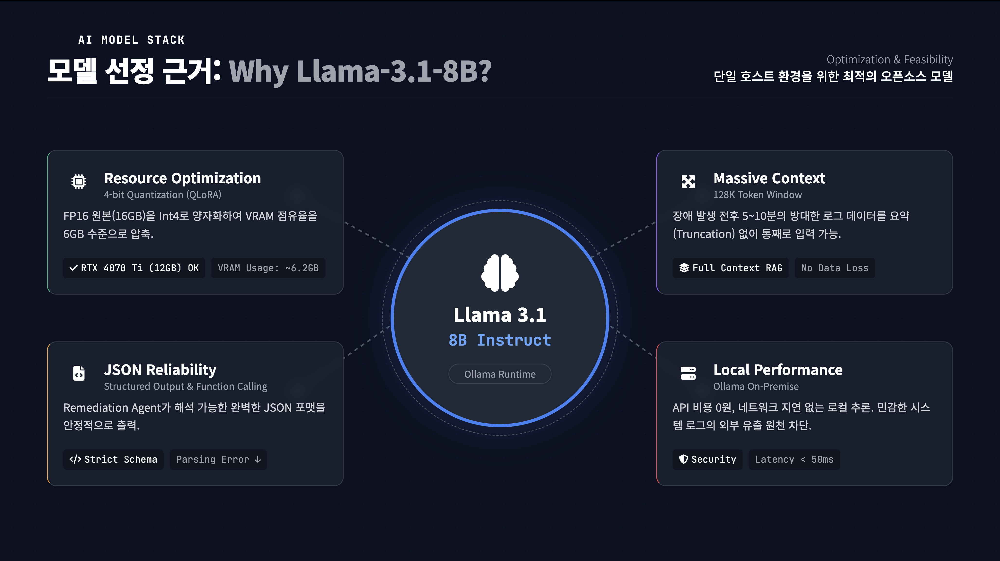 AI MODEL STACK
모델 선정 근거: Why Llama-3.1-8B?
Optimization & Feasibility
단일 호스트 환경을 위한 최적의 오픈소스 모델
Resource Optimization
4-bit Quantization (QLoRA)
FP16 원본(16GB)을 Int4로 양자화하여 VRAM 점유율을
6GB 수준으로 압축.
RTX 4070 Ti (12GB) OK
VRAM Usage: ~6.2GB
Massive Context
128K Token Window
장애 발생 전후 5~10분의 방대한 로그 데이터를 요약
(Truncation) 없이 통째로 입력 가능.
Full Context RAG
No Data Loss
Llama 3.1
8B Instruct
Ollama Runtime
JSON Reliability
Structured Output & Function Calling
Remediation Agent가 해석 가능한 완벽한 JSON 포맷을
안정적으로 출력.
Strict Schema
Parsing Error ↓
Local Performance
Ollama On-Premise
API 비용 0원, 네트워크 지연 없는 로컬 추론. 민감한 시스
템 로그의 외부 유출 원천 차단.
Security
Latency < 50ms